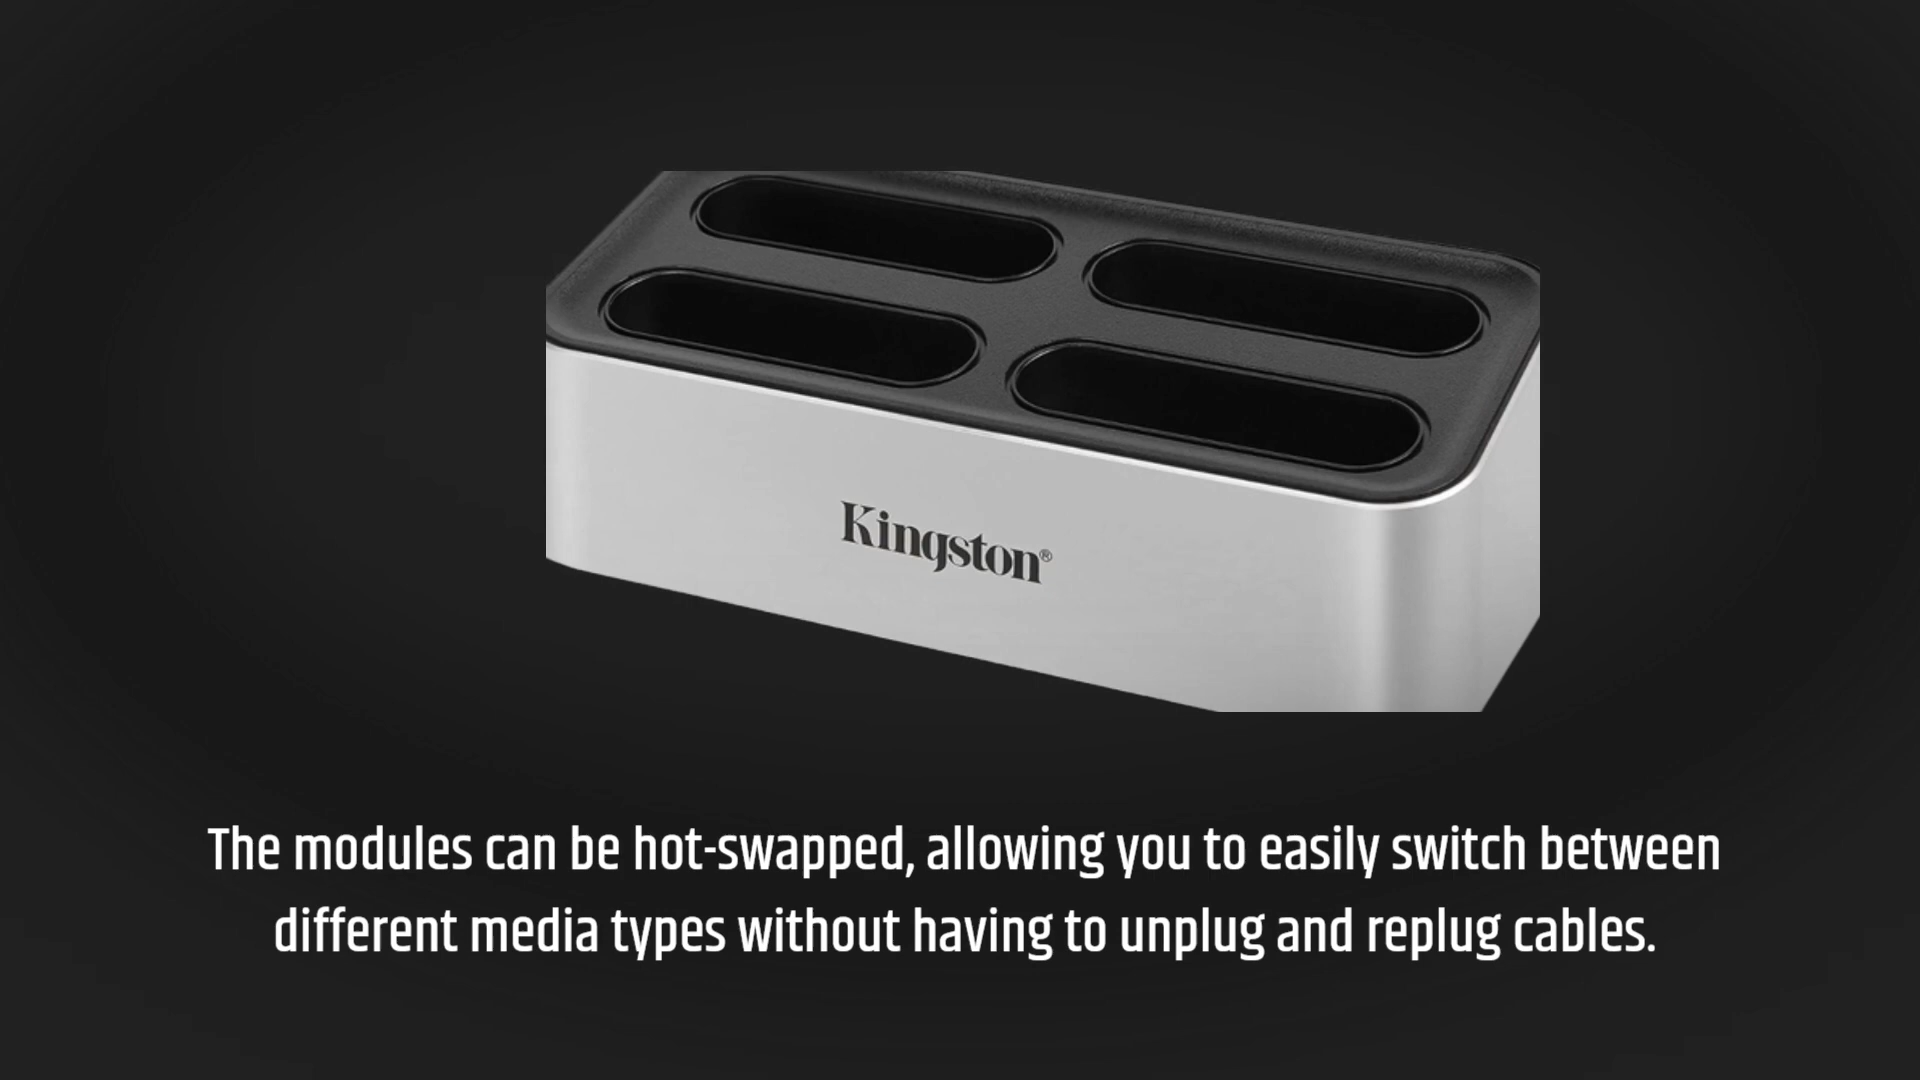 Kingston®
The modules can be hot-swapped, allowing you to easily switch between
different media types without having to unplug and replug cables.